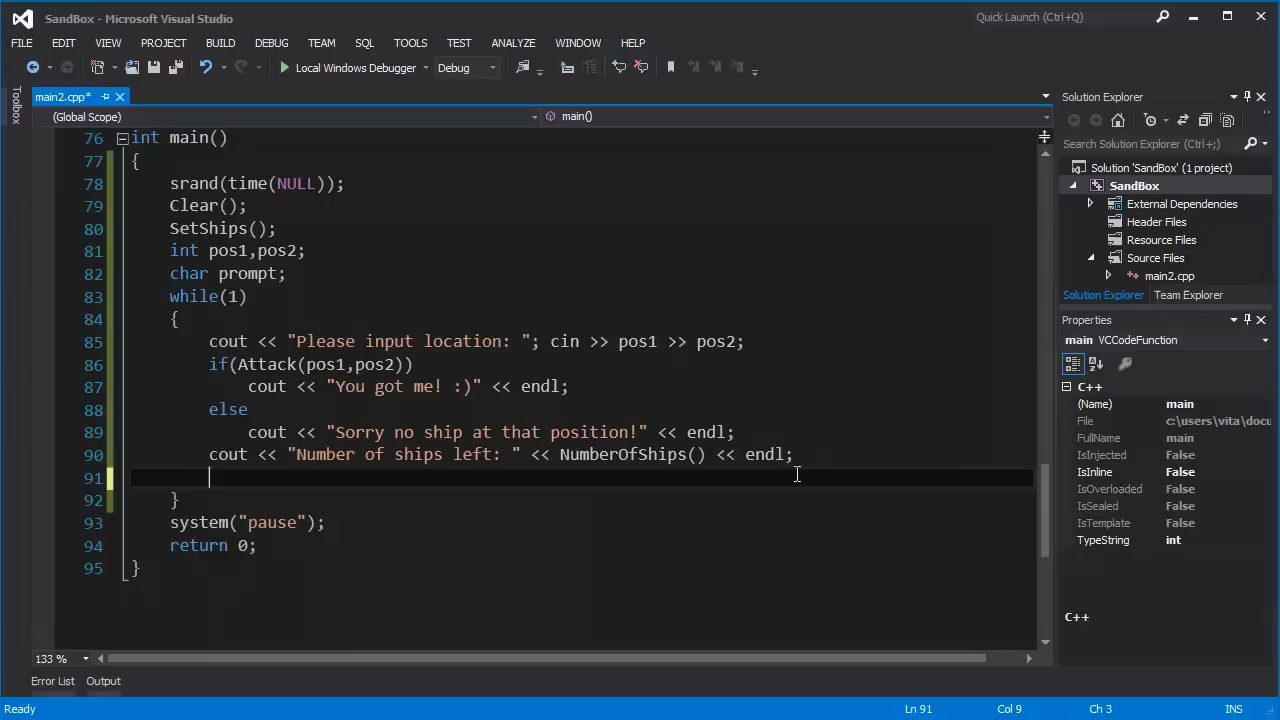 SandBox - Microsoft Visual Studio
Quick Launch (Ctrl+Q)
FILE EDIT VIEW PROJECT BUILD DEBUG TEAM SQL TOOLS TEST ANALYZE WINDOW HELP
Local Windows Debugger Debug
Toolbox
main2.cpp*
(Global Scope) main()
76 int main()
77 {
78 srand(time(NULL));
79 Clear();
80 SetShips();
81 int pos1,pos2;
82 char prompt;
83 while(1)
84 {
85 cout << "Please input location: "; cin >> pos1 >> pos2;
86 if(Attack(pos1,pos2))
87 cout << "You got me! :)" << endl;
88 else
89 cout << "Sorry no ship at that position!" << endl;
90 cout << "Number of ships left: " << NumberOfShips() << endl;
91
92 }
93 system("pause");
94 return 0;
95 }
133 %
Error List Output
Solution Explorer
Search Solution Explorer (Ctrl+;)
Solution 'SandBox' (1 project)
SandBox
External Dependencies
Header Files
Resource Files
Source Files
main2.cpp
Solution Explorer Team Explorer
Properties
main VCCodeFunction
C++
(Name) main
File c:\users\vita\docu
FullName main
IsInjected False
IsInline False
IsOverloaded False
IsSealed False
IsTemplate False
TypeString int
C++
Ready Ln 91 Col 9 Ch 3 INS